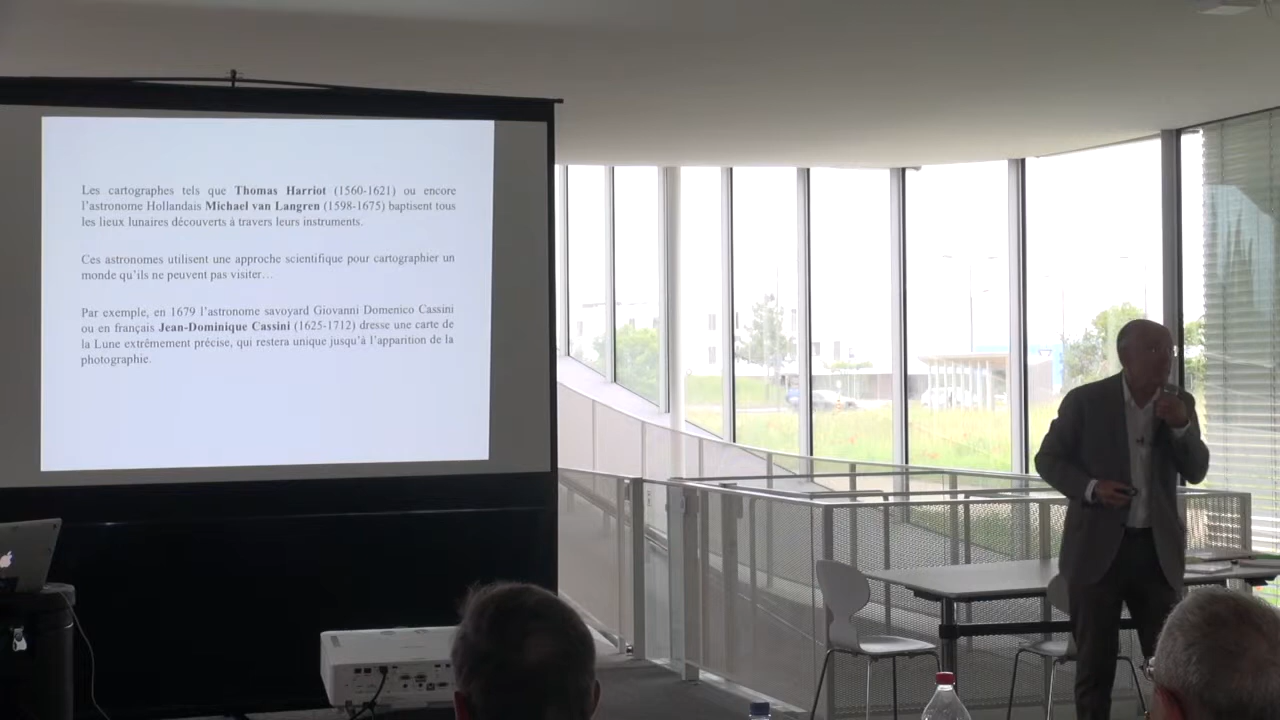 Les cartographes tels que Thomas Harriot (1560-1621) ou encore
l'astronome Hollandais Michael van Langren (1598-1675) baptisent tous
les lieux lunaires découverts à travers leurs instruments.
Ces astronomes utilisent une approche scientifique pour cartographier un
monde qu'ils ne peuvent pas visiter…
Par exemple, en 1679 l'astronome savoyard Giovanni Domenico Cassini
ou en français Jean-Dominique Cassini (1625-1712) dresse une carte de
la Lune extrêmement précise, qui restera unique jusqu'à l'apparition de la
photographie.